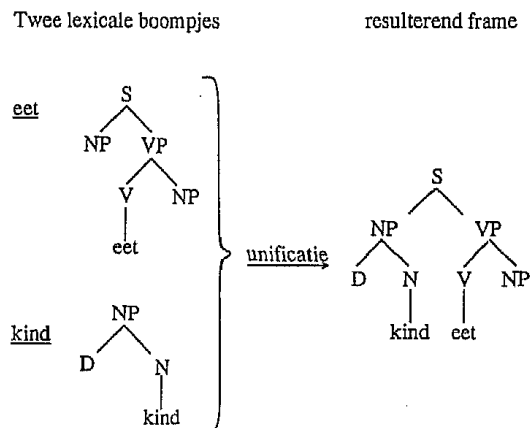 Twee lexicale boompjes
resulterend frame
eet
S
NP VP
V NP
eet
kind
NP
D N
kind
unificatie
S
NP VP
D N V NP
kind eet